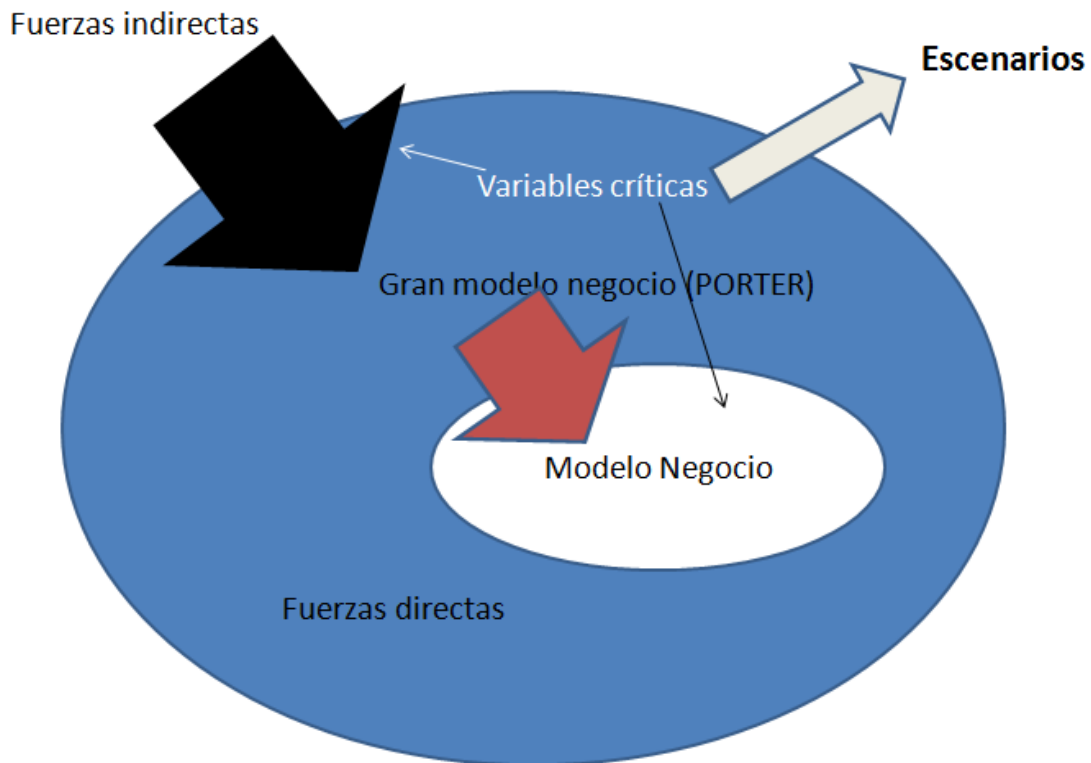 Fuerzas indirectas
Escenarios
Variables críticas
Gran modelo negocio (PORTER)
Modelo Negocio
Fuerzas directas